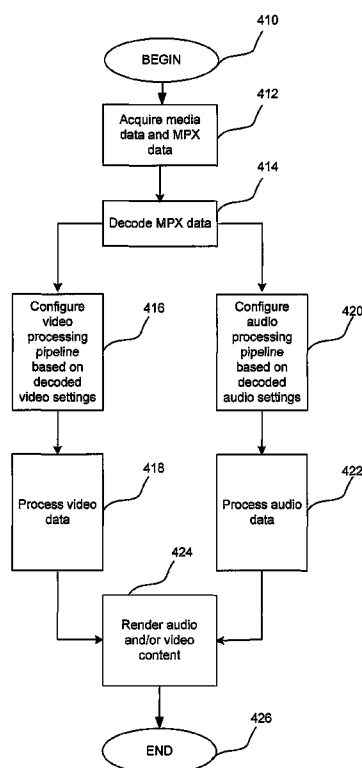 410
BEGIN
412
Acquire media
data and MPX
data
414
Decode MPX data
Configure
video
processing
pipeline
based on
decoded
video settings
416
Configure
audio
processing
pipeline
based on
decoded
audio settings
420
Process video
data
418
Process audio
data
422
424
Render audio
and/or video
content
END
426